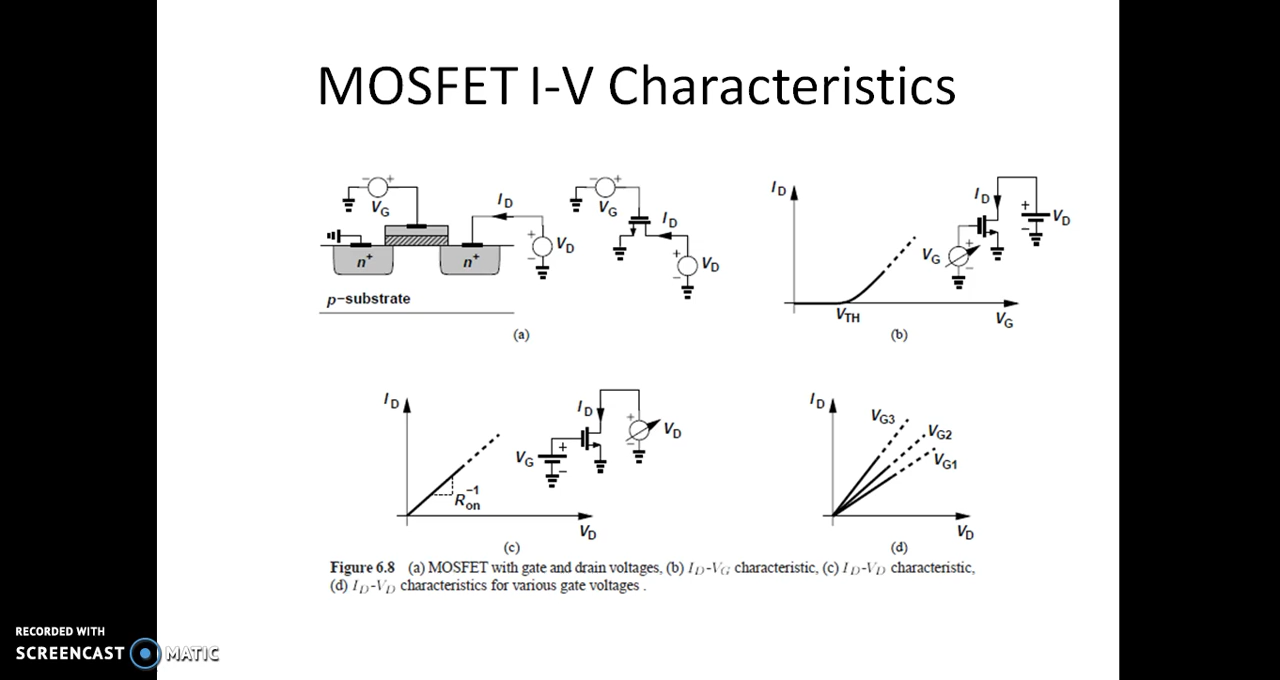 MOSFET I-V Characteristics
− + VG
ID
+ − VD
n+ n+
p−substrate
− + VG
ID
+ − VD
(a)
ID
VTH
VG
ID
VG + −
+ − VD
(b)
ID
Ron−1
VD
ID
VG + −
+ − VD
(c)
ID
VG3
VG2
VG1
VD
(d)
Figure 6.8 (a) MOSFET with gate and drain voltages, (b) ID-VG characteristic, (c) ID-VD characteristic,
(d) ID-VD characteristics for various gate voltages .
RECORDED WITH
SCREENCAST MATIC